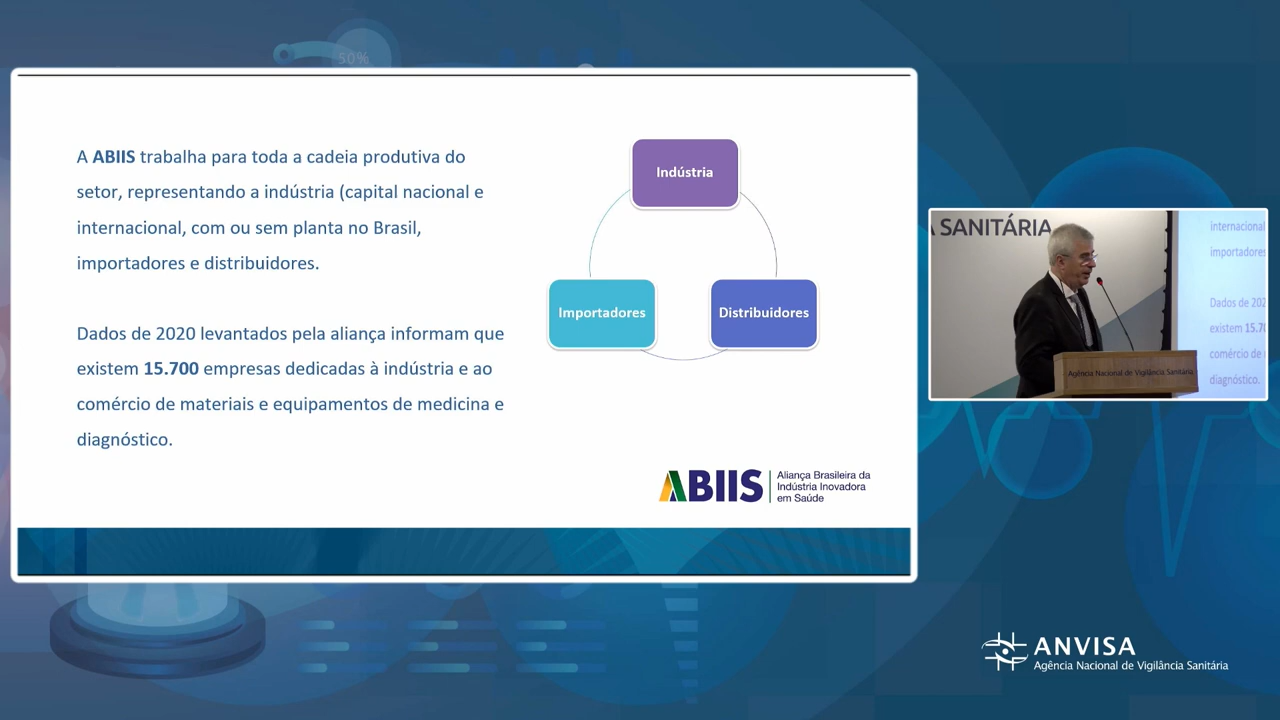 50%
A ABIIS trabalha para toda a cadeia produtiva do
setor, representando a indústria (capital nacional e
internacional, com ou sem planta no Brasil,
importadores e distribuidores.
Dados de 2020 levantados pela aliança informam que
existem 15.700 empresas dedicadas à indústria e ao
comércio de materiais e equipamentos de medicina e
diagnóstico.
Indústria
Importadores
Distribuidores
ABIIS
Aliança Brasileira da
Indústria Inovadora
em Saúde
SANITÁRIA
internacional
importadores
Dados de 202
existem 15.70
comércio de
diagnóstico.
Agência Nacional de Vigilância Sanitária
ANVISA
Agência Nacional de Vigilância Sanitária